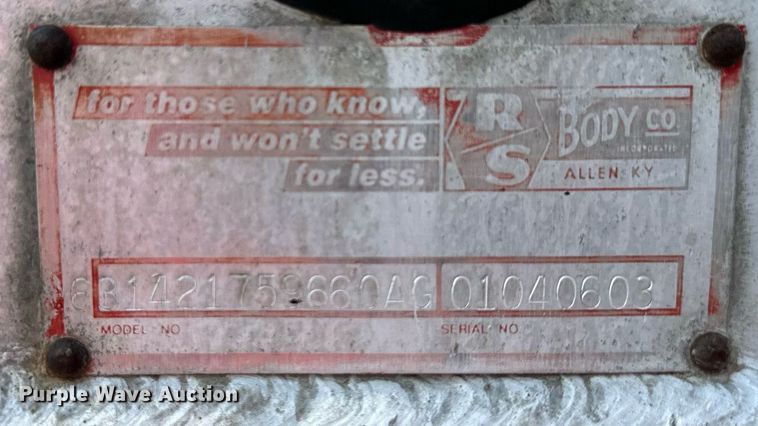 for those who know,
and won't settle
for less.
R/S
BODY CO
INCORPORATED
ALLEN KY
01040603
MODEL NO
SERIAL NO.
Purple Wave Auction